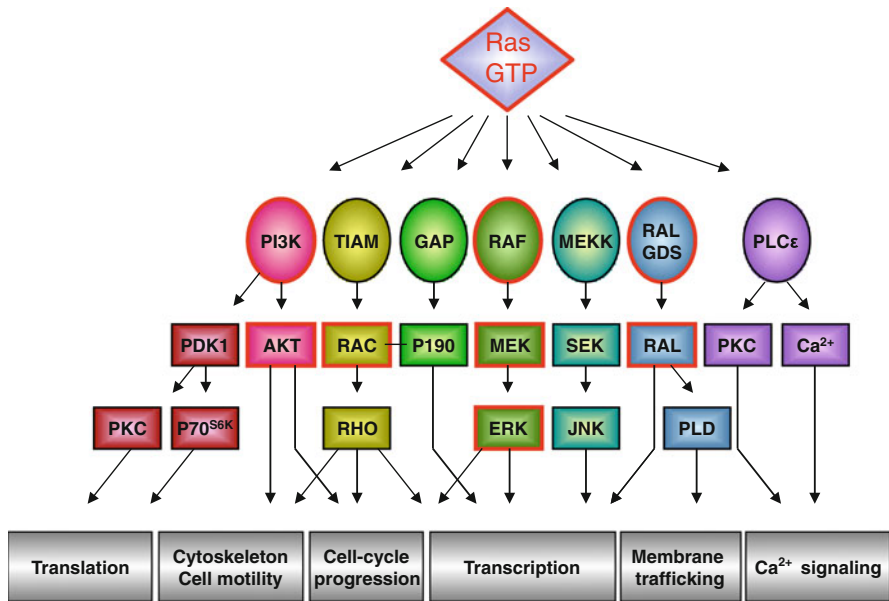 Ras
GTP
PI3K
TIAM
GAP
RAF
MEKK
RAL
GDS
PLCε
PDK1
AKT
RAC
P190
MEK
SEK
RAL
PKC
Ca²⁺
PKC
P70ˢ⁶ᴷ
RHO
ERK
JNK
PLD
Translation
Cytoskeleton
Cell motility
Cell-cycle
progression
Transcription
Membrane
trafficking
Ca²⁺ signaling